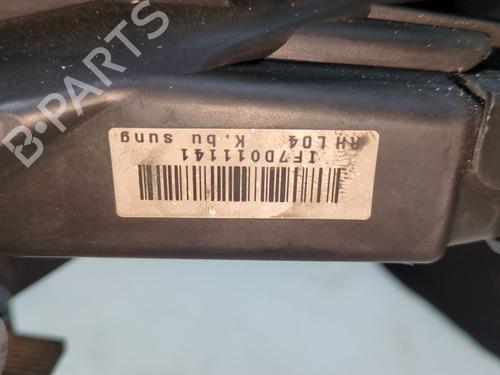 IF7D011141
RH L04 K.bu sung
B-PARTS